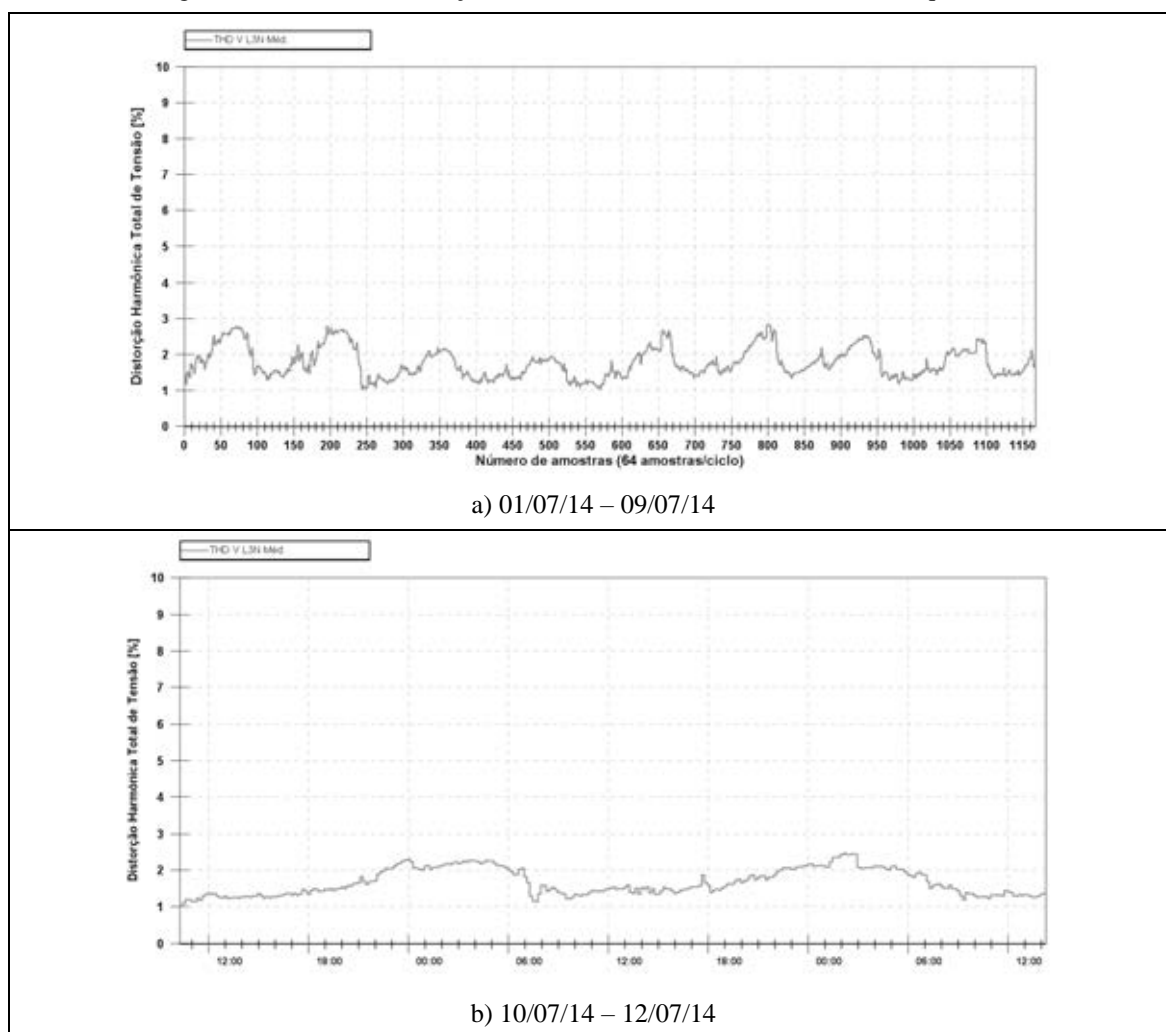 THD V L3N Méd
Distorção Harmônica Total de Tensão [%]
10
9
8
7
6
5
4
3
2
1
0
0 50 100 150 200 250 300 350 400 450 500 550 600 650 700 750 800 850 900 950 1000 1050 1100 1150
Número de amostras (64 amostras/ciclo)
a) 01/07/14 – 09/07/14
THD V L3N Méd
Distorção Harmônica Total de Tensão [%]
10
9
8
7
6
5
4
3
2
1
0
12:00 18:00 00:00 06:00 12:00 18:00 00:00 06:00 12:00
b) 10/07/14 – 12/07/14